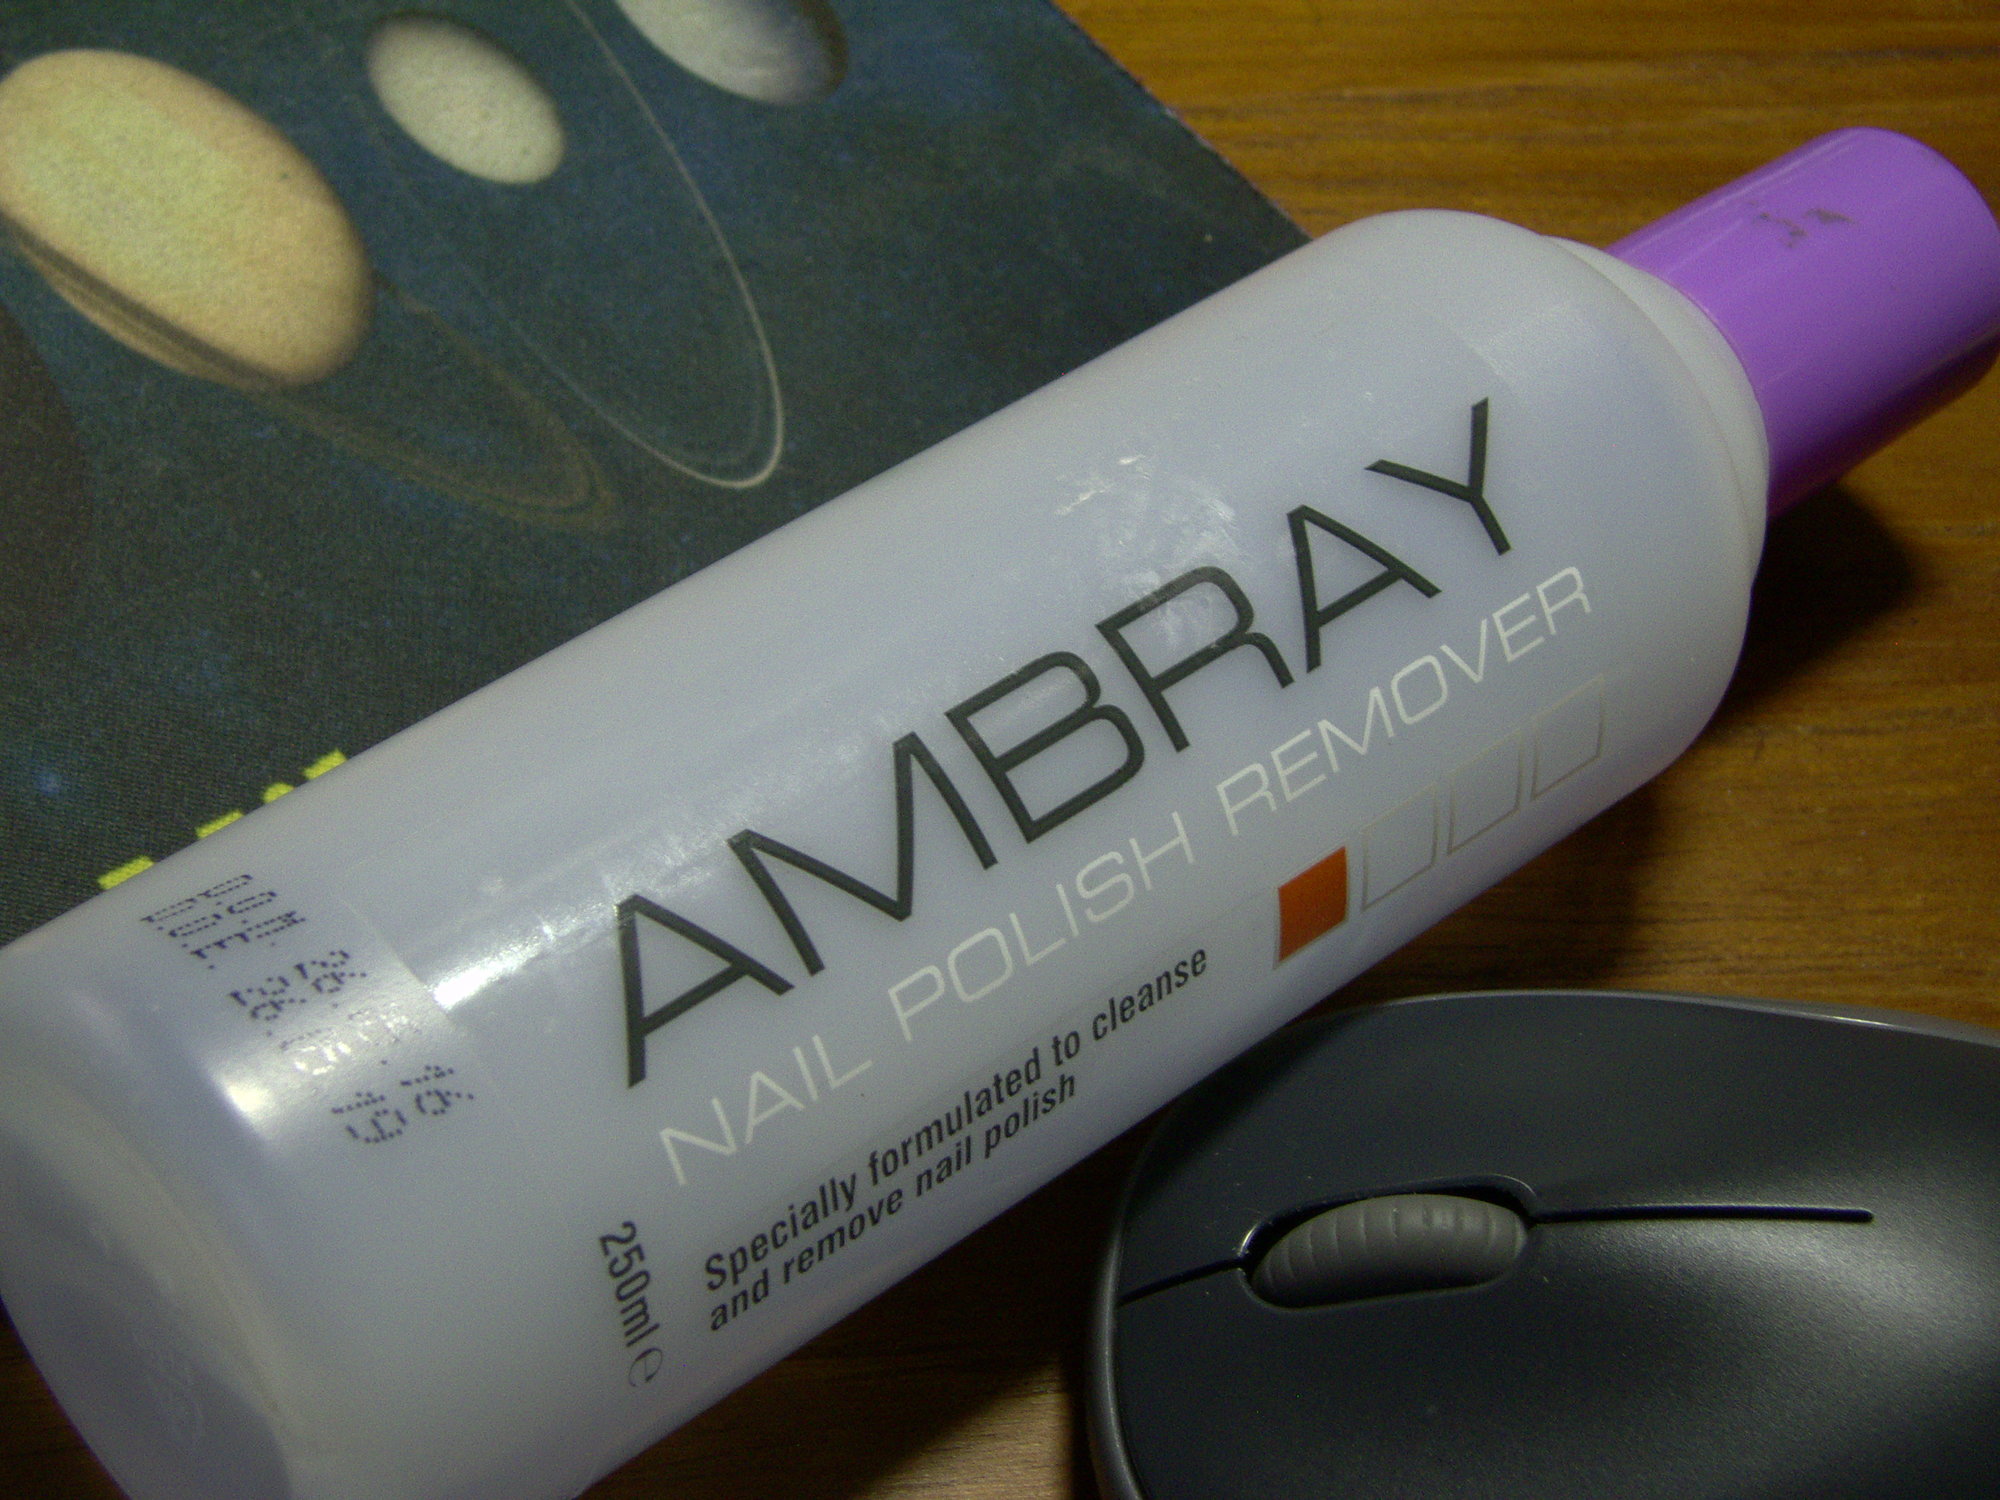 AMBRAY
NAIL POLISH REMOVER
Specially formulated to cleanse
and remove nail polish
250ml ℮